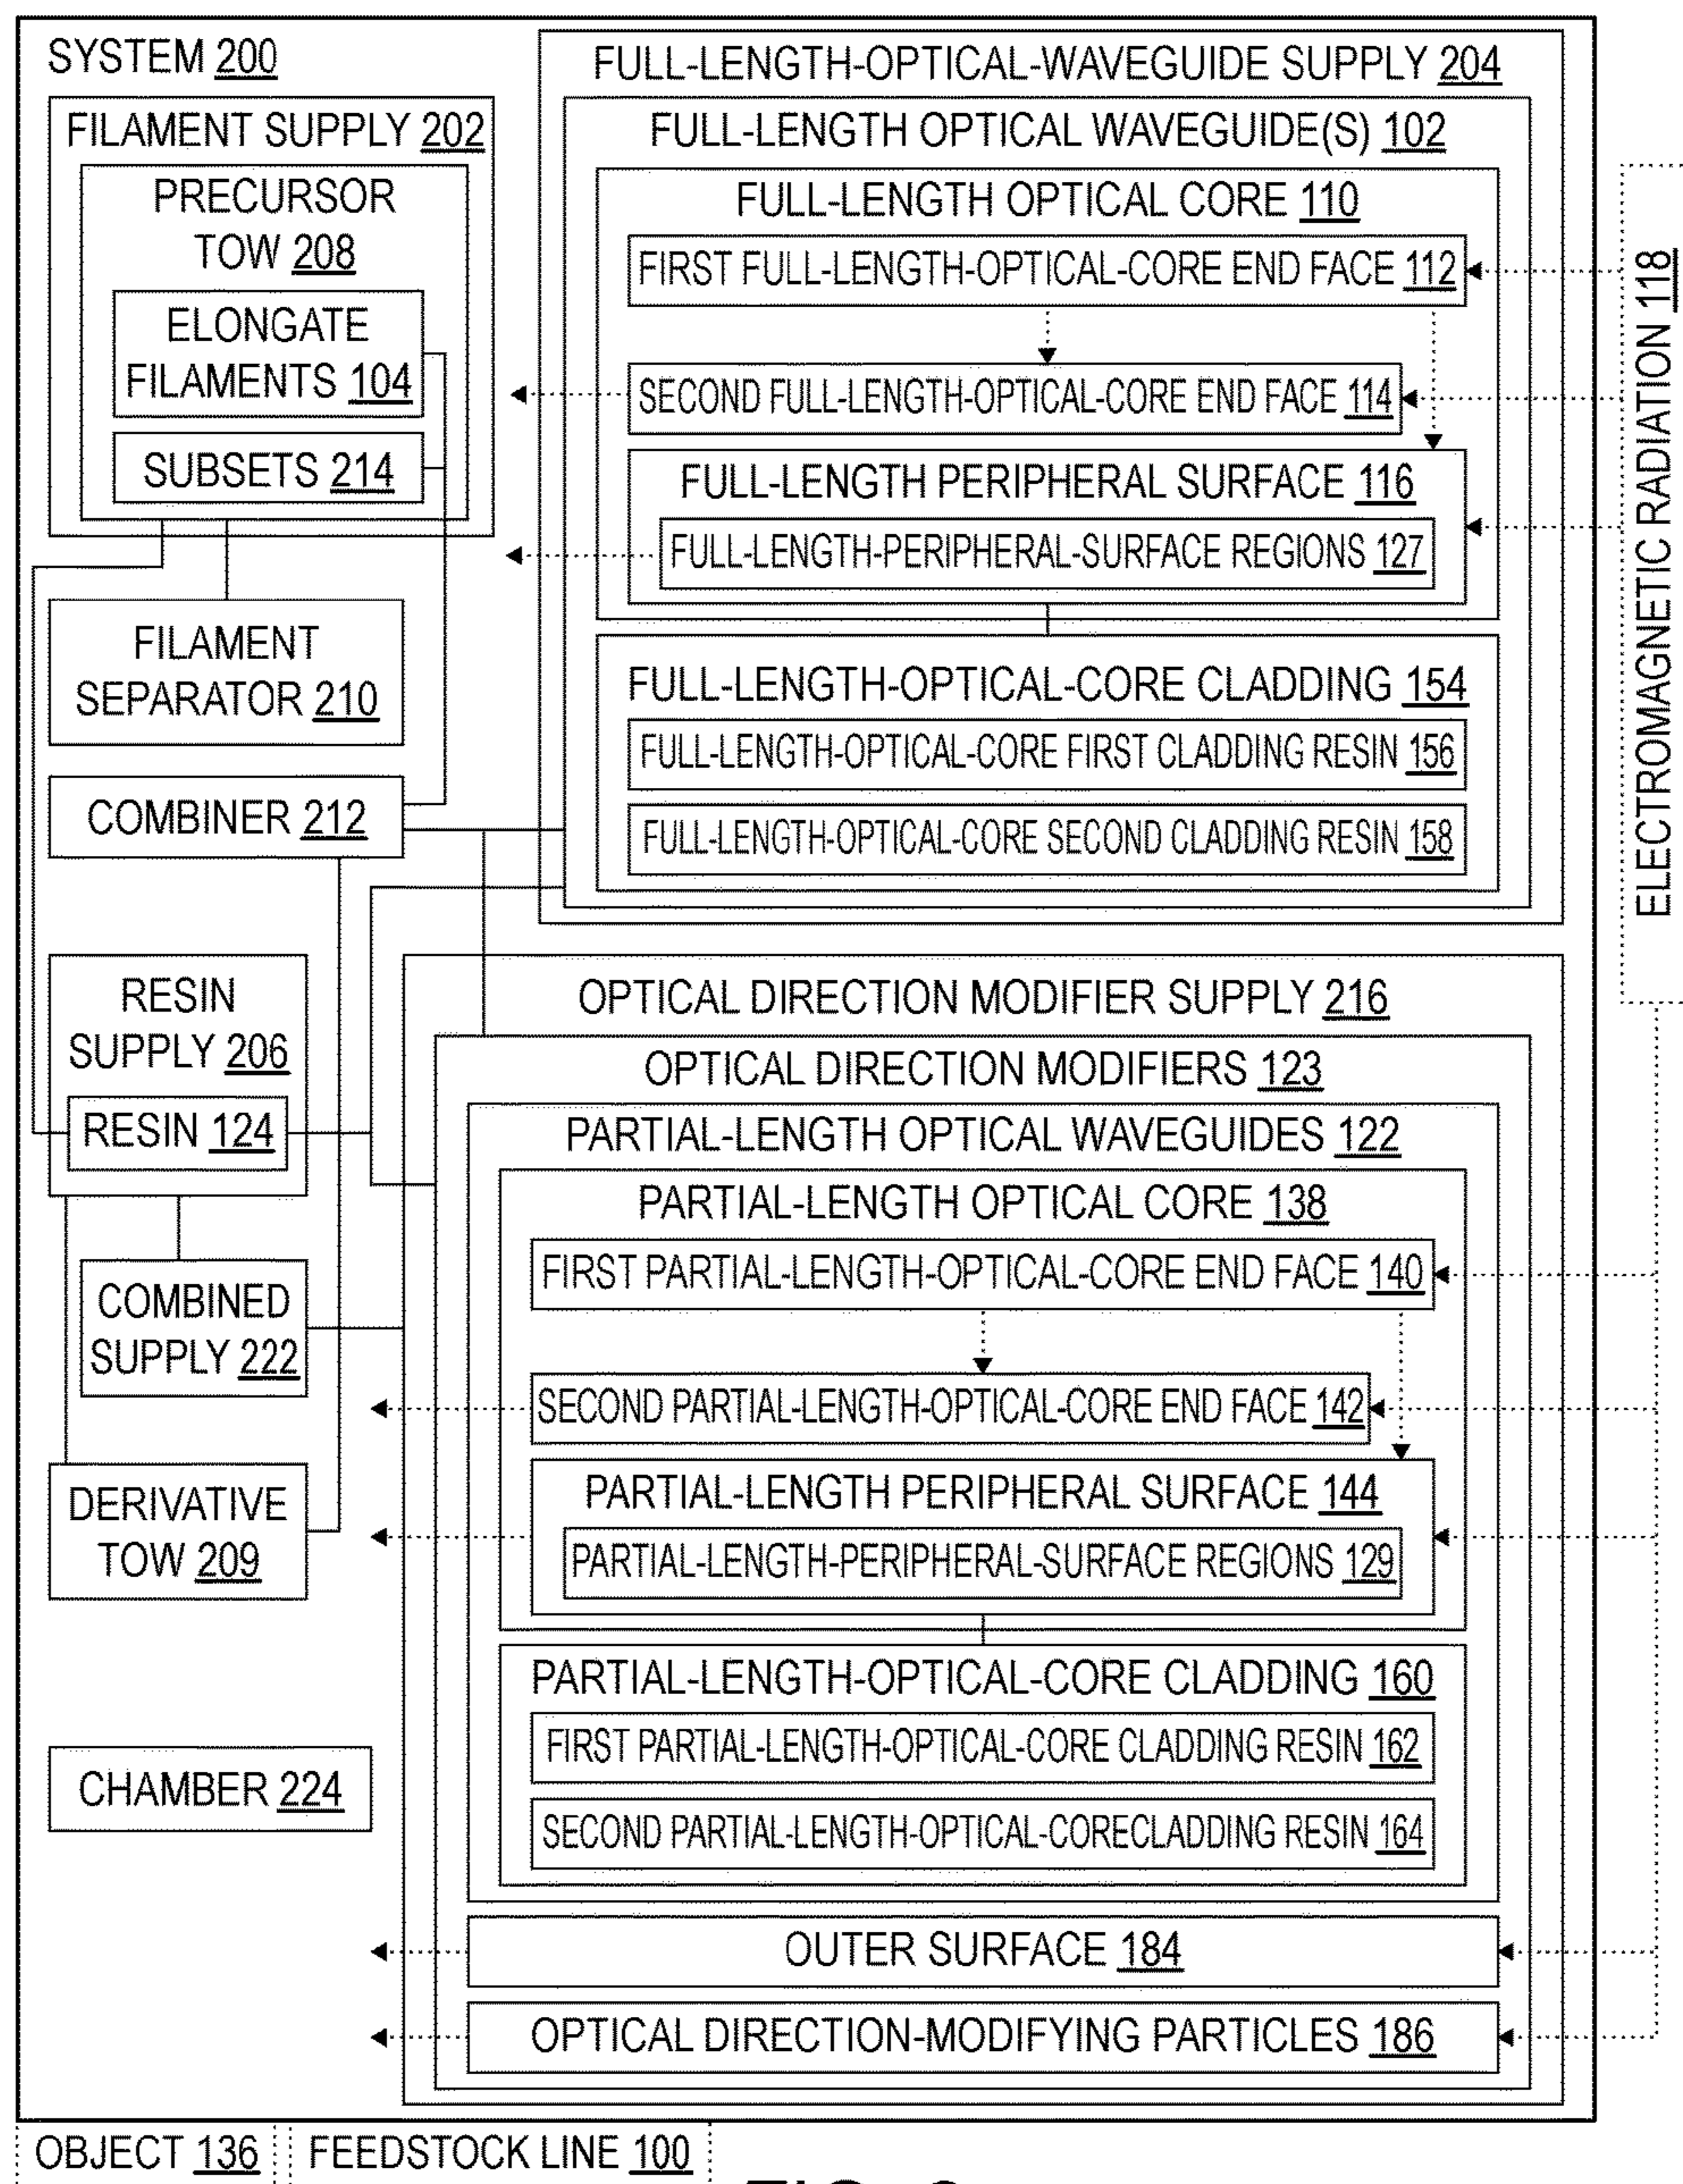 SYSTEM 200
FILAMENT SUPPLY 202
PRECURSOR
TOW 208
ELONGATE
FILAMENTS 104
SUBSETS 214
FILAMENT
SEPARATOR 210
COMBINER 212
RESIN
SUPPLY 206
RESIN 124
COMBINED
SUPPLY 222
DERIVATIVE
TOW 209
CHAMBER 224
FULL-LENGTH-OPTICAL-WAVEGUIDE SUPPLY 204
FULL-LENGTH OPTICAL WAVEGUIDE(S) 102
FULL-LENGTH OPTICAL CORE 110
FIRST FULL-LENGTH-OPTICAL-CORE END FACE 112
SECOND FULL-LENGTH-OPTICAL-CORE END FACE 114
FULL-LENGTH PERIPHERAL SURFACE 116
FULL-LENGTH-PERIPHERAL-SURFACE REGIONS 127
FULL-LENGTH-OPTICAL-CORE CLADDING 154
FULL-LENGTH-OPTICAL-CORE FIRST CLADDING RESIN 156
FULL-LENGTH-OPTICAL-CORE SECOND CLADDING RESIN 158
OPTICAL DIRECTION MODIFIER SUPPLY 216
OPTICAL DIRECTION MODIFIERS 123
PARTIAL-LENGTH OPTICAL WAVEGUIDES 122
PARTIAL-LENGTH OPTICAL CORE 138
FIRST PARTIAL-LENGTH-OPTICAL-CORE END FACE 140
SECOND PARTIAL-LENGTH-OPTICAL-CORE END FACE 142
PARTIAL-LENGTH PERIPHERAL SURFACE 144
PARTIAL-LENGTH-PERIPHERAL-SURFACE REGIONS 129
PARTIAL-LENGTH-OPTICAL-CORE CLADDING 160
FIRST PARTIAL-LENGTH-OPTICAL-CORE CLADDING RESIN 162
SECOND PARTIAL-LENGTH-OPTICAL-CORECLADDING RESIN 164
OUTER SURFACE 184
OPTICAL DIRECTION-MODIFYING PARTICLES 186
ELECTROMAGNETIC RADIATION 118
OBJECT 136
FEEDSTOCK LINE 100